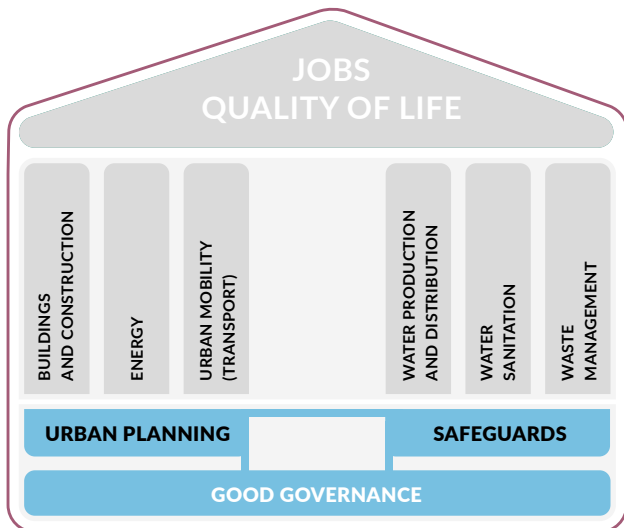 JOBS
QUALITY OF LIFE
BUILDINGS
AND CONSTRUCTION
ENERGY
URBAN MOBILITY
(TRANSPORT)
WATER PRODUCTION
AND DISTRIBUTION
WATER
SANITATION
WASTE
MANAGEMENT
URBAN PLANNING
SAFEGUARDS
GOOD GOVERNANCE